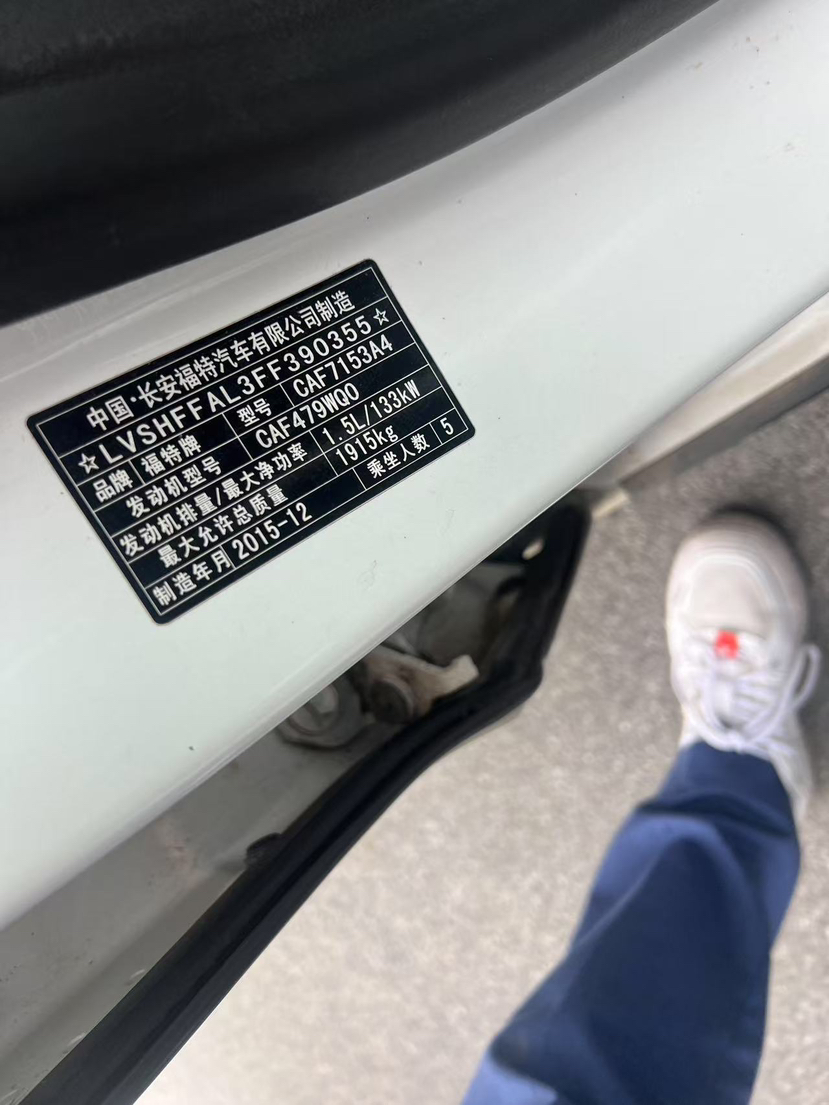 中国·长安福特汽车有限公司制造
☆LVSHFFAL3FF390355☆
品牌 福特牌 型号 CAF7153A4
发动机型号 CAF479WQ0
发动机排量/最大净功率 1.5L/133kW
最大允许总质量 1915kg
制造年月 2015-12 乘坐人数 5